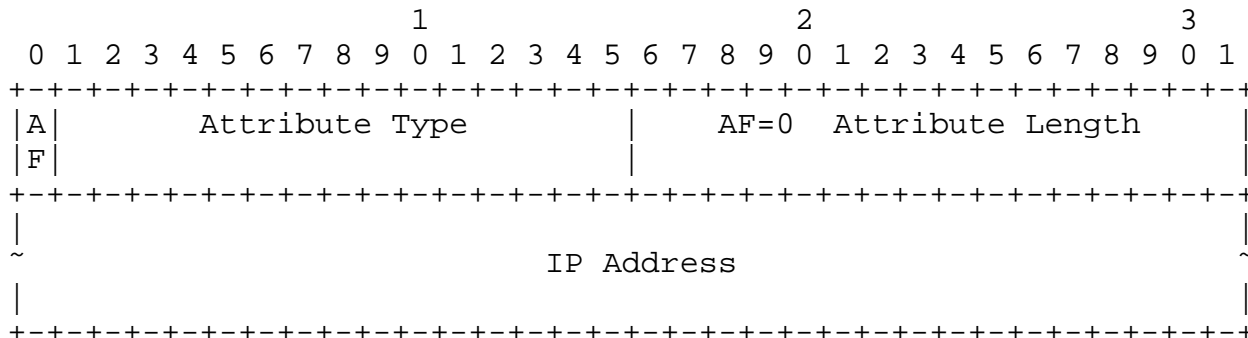 1                   2                   3
 0 1 2 3 4 5 6 7 8 9 0 1 2 3 4 5 6 7 8 9 0 1 2 3 4 5 6 7 8 9 0 1
+-+-+-+-+-+-+-+-+-+-+-+-+-+-+-+-+-+-+-+-+-+-+-+-+-+-+-+-+-+-+-+-+
|A|       Attribute Type        |    AF=0  Attribute Length     |
|F|                             |                               |
+-+-+-+-+-+-+-+-+-+-+-+-+-+-+-+-+-+-+-+-+-+-+-+-+-+-+-+-+-+-+-+-+
|                                                               |
~                           IP Address                          ~
|                                                               |
+-+-+-+-+-+-+-+-+-+-+-+-+-+-+-+-+-+-+-+-+-+-+-+-+-+-+-+-+-+-+-+-+